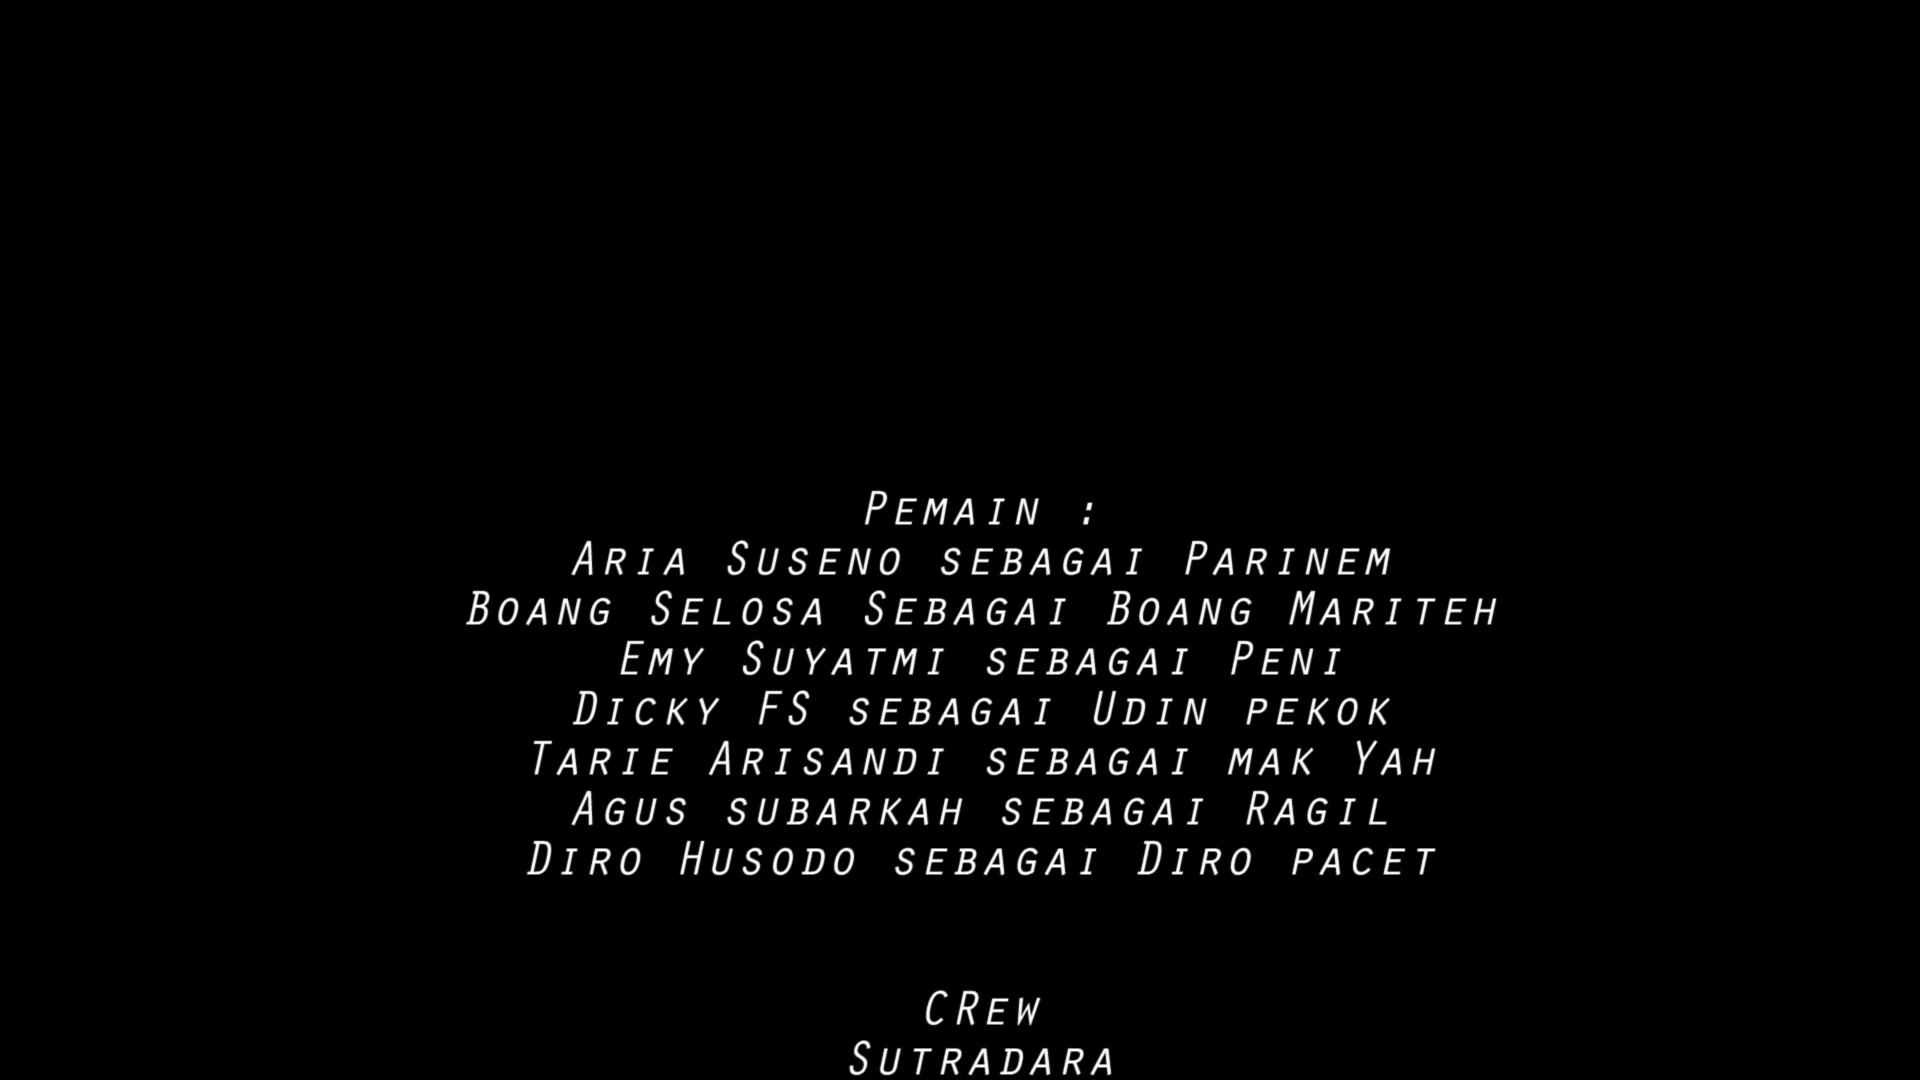 Pemain :
Aria Suseno sebagai Parinem
Boang Selosa Sebagai Boang Mariteh
Emy Suyatmi sebagai Peni
Dicky FS sebagai Udin pekok
Tarie Arisandi sebagai mak Yah
Agus subarkah sebagai Ragil
Diro Husodo sebagai Diro pacet
CRew
Sutradara